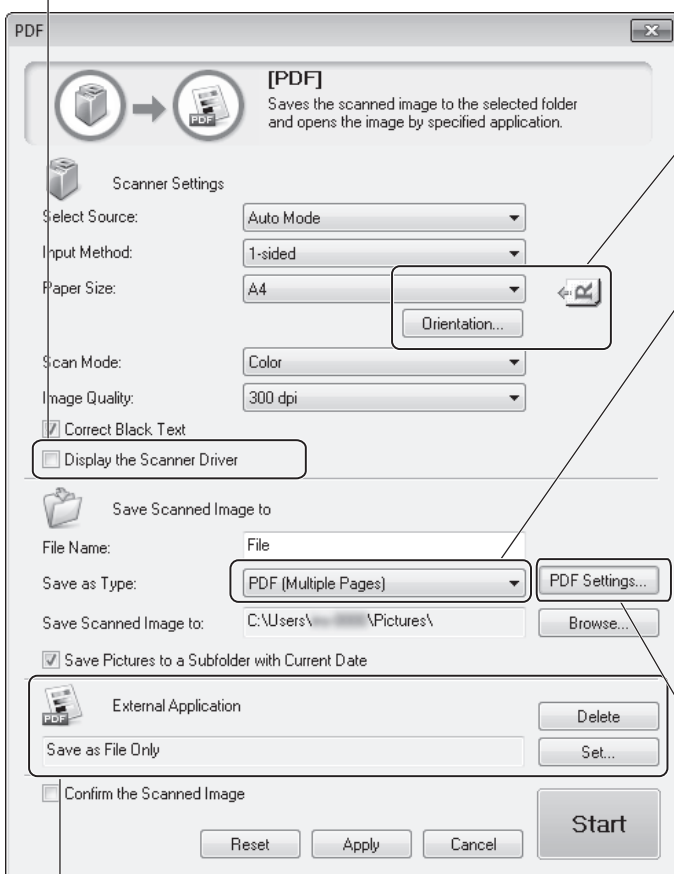 PDF
[PDF]
Saves the scanned image to the selected folder
and opens the image by specified application.
PDF
Scanner Settings
Select Source: Auto Mode
Input Method: 1-sided
Paper Size: A4
R
Orientation...
Scan Mode: Color
Image Quality: 300 dpi
Correct Black Text
Display the Scanner Driver
Save Scanned Image to
File Name: File
Save as Type: PDF (Multiple Pages) PDF Settings...
Save Scanned Image to: C:\Users\ \Pictures\ Browse...
Save Pictures to a Subfolder with Current Date
PDF
External Application
Delete
Save as File Only Set...
Confirm the Scanned Image
Start
Reset Apply Cancel